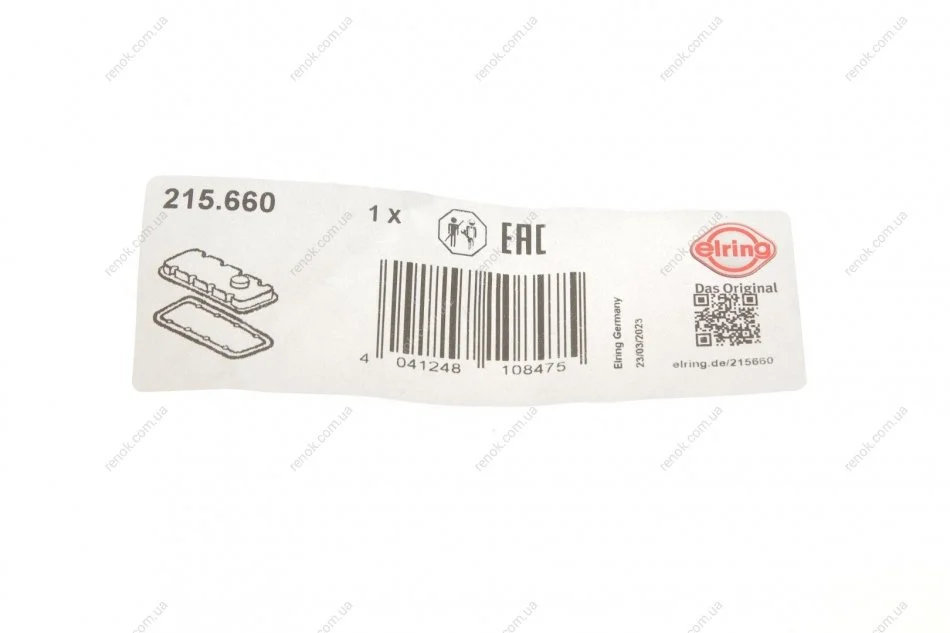 215.660
1 x
EAC
elring
Das Original
4 041248 108475
Elring Germany
23/03/2023
elring.de/215660
renok.com.ua